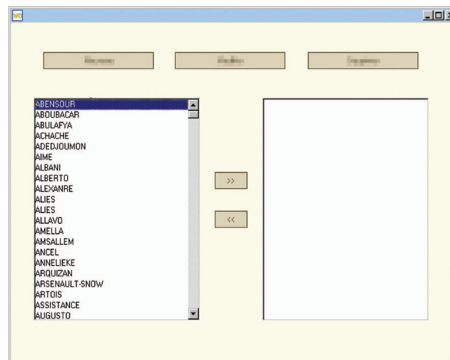 ABENSOUR
ABOUBACAR
ABULAFYA
ACHACHE
ADEDJOUMON
AIME
ALBANI
ALBERTO
ALEXANRE
ALIES
ALIES
ALLAVO
AMELLA
AMSALLEM
ANCEL
ANNELIEKE
ARQUIZAN
ARSENAULT-SNOW
ARTOIS
ASSISTANCE
AUGUSTO
>>
<<